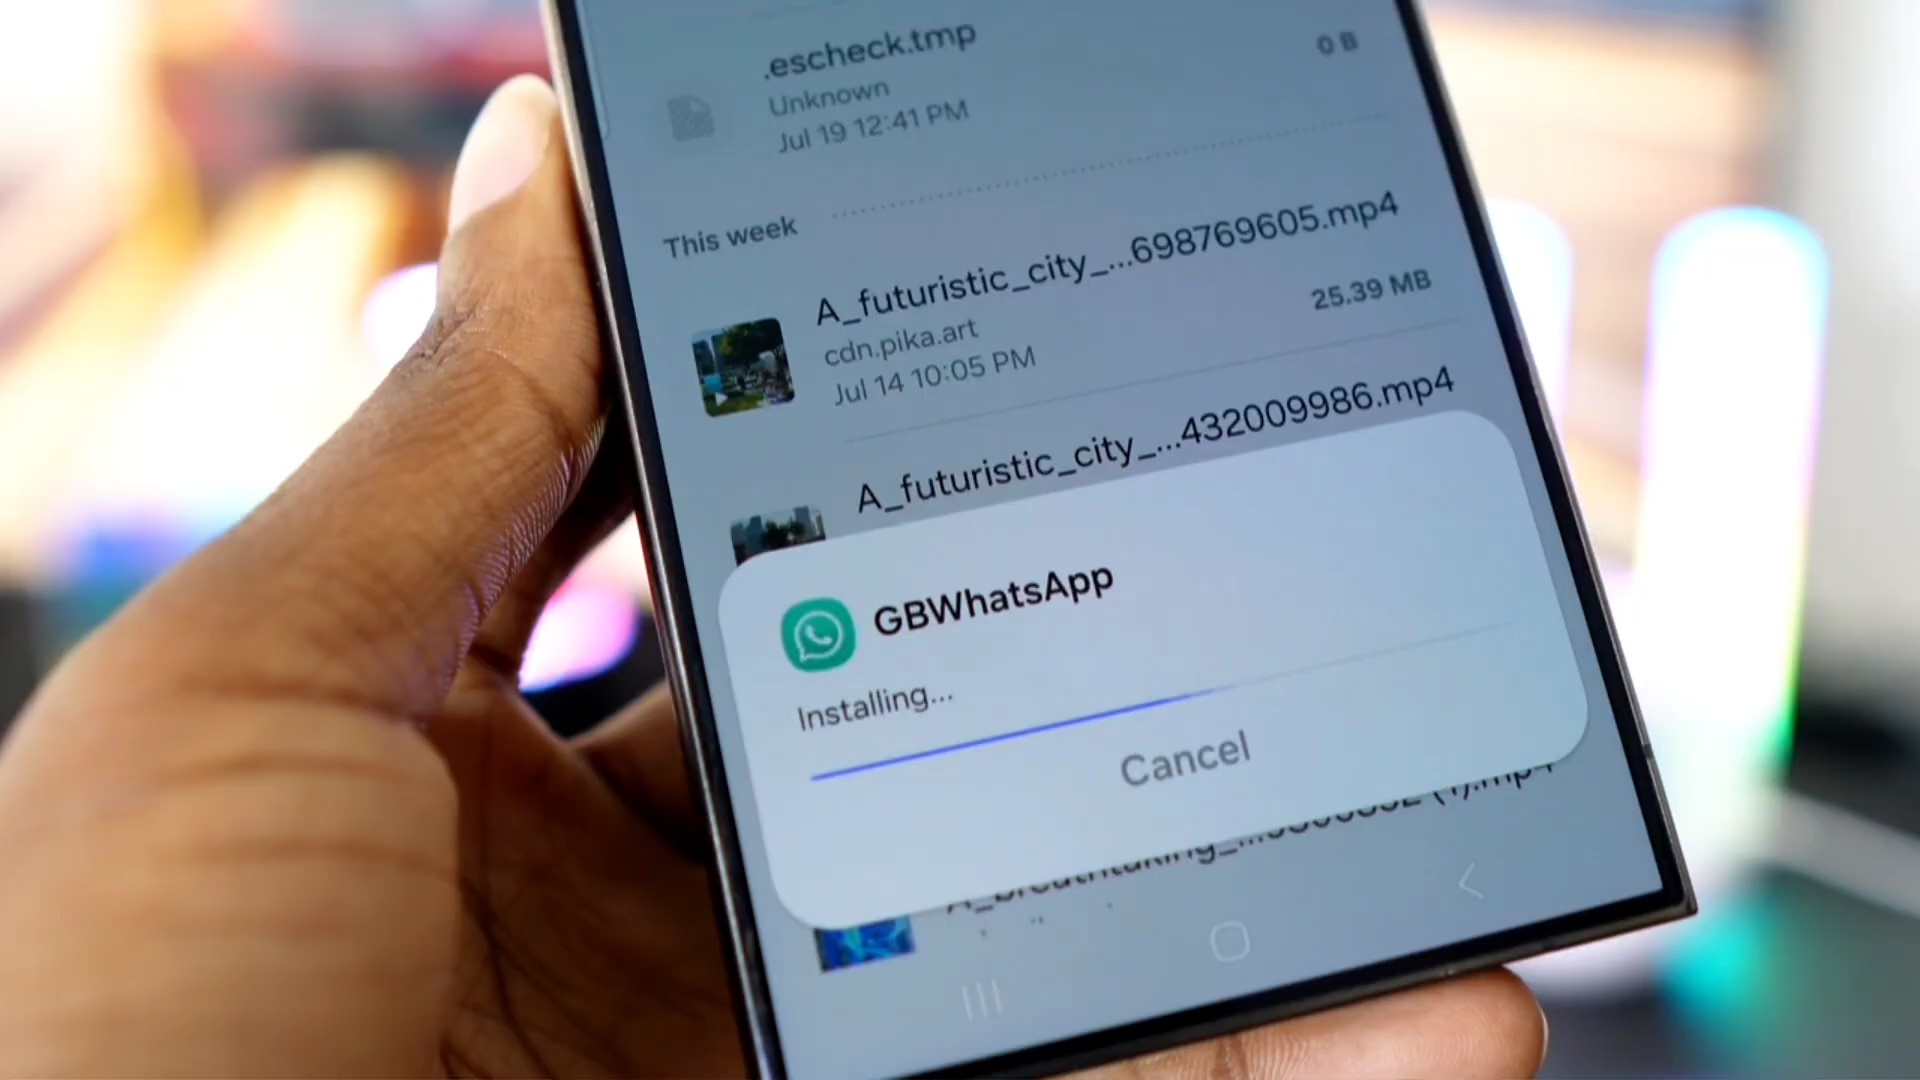 .escheck.tmp
0 B
Unknown
Jul 19 12:41 PM
This week
A_futuristic_city_...698769605.mp4
25.39 MB
cdn.pika.art
Jul 14 10:05 PM
A_futuristic_city_...432009986.mp4
GBWhatsApp
Installing...
Cancel